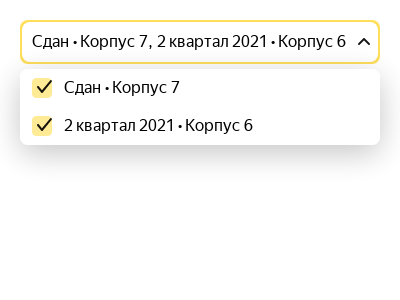 Сдан • Корпус 7, 2 квартал 2021 • Корпус 6
Сдан • Корпус 7
2 квартал 2021 • Корпус 6